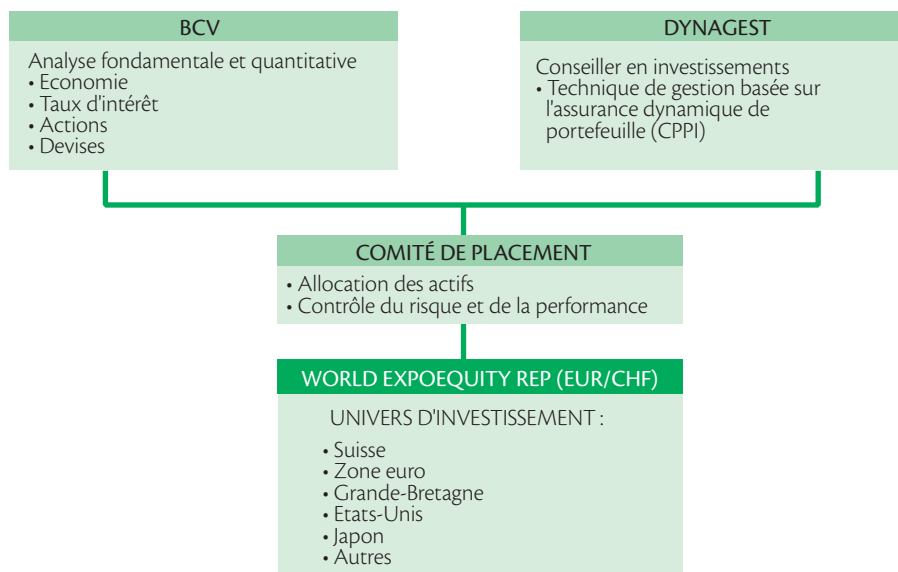 BCV
Analyse fondamentale et quantitative
• Economie
• Taux d'intérêt
• Actions
• Devises
DYNAGEST
Conseiller en investissements
• Technique de gestion basée sur
l'assurance dynamique de
portefeuille (CPPI)
COMITÉ DE PLACEMENT
• Allocation des actifs
• Contrôle du risque et de la performance
WORLD EXPOEQUITY REP (EUR/CHF)
UNIVERS D'INVESTISSEMENT :
• Suisse
• Zone euro
• Grande-Bretagne
• Etats-Unis
• Japon
• Autres